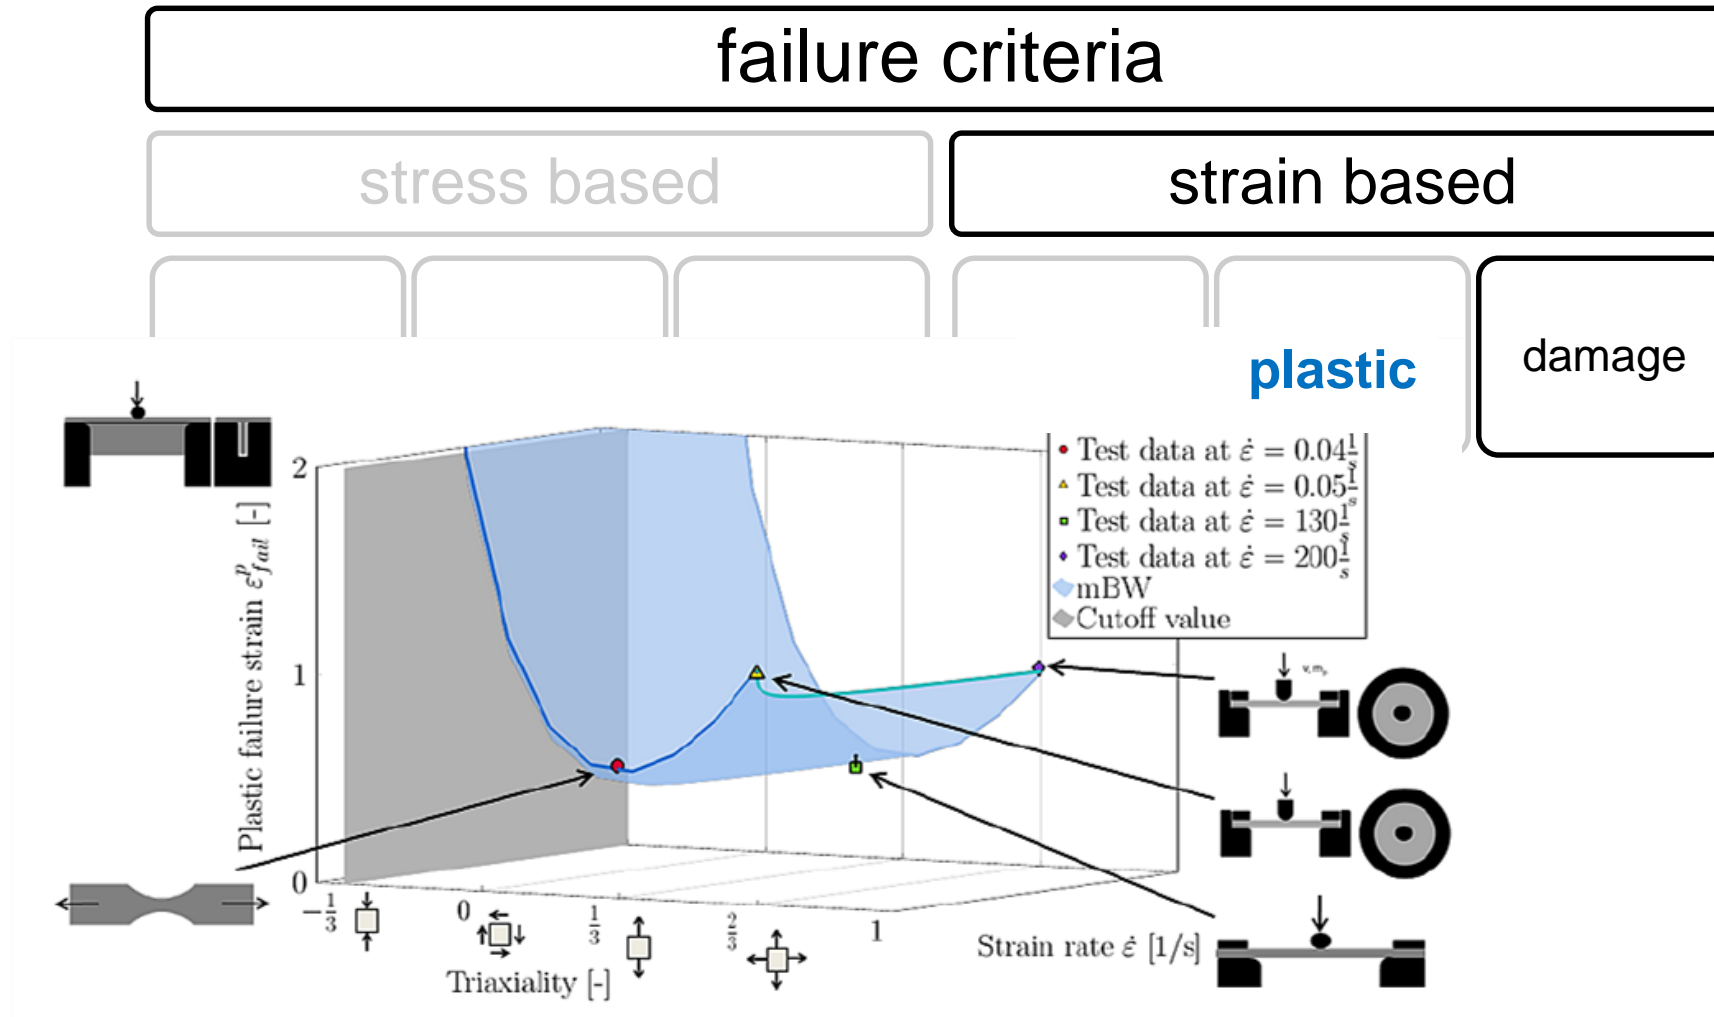 failure criteria
stress based
strain based
plastic
damage
Test data at ε̇ = 0.04 1/s
Test data at ε̇ = 0.05 1/s
Test data at ε̇ = 130 1/s
Test data at ε̇ = 200 1/s
mBW
Cutoff value
Plastic failure strain ε^p_fail [-]
2
1
0
v,m_p
-1/3
0
1/3
2/3
1
Triaxiality [-]
Strain rate ε̇ [1/s]